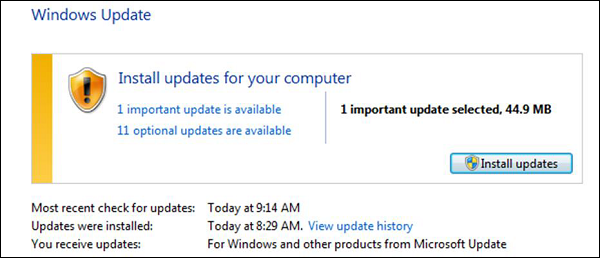 Windows Update
Install updates for your computer
1 important update is available
11 optional updates are available
1 important update selected, 44.9 MB
Install updates
Most recent check for updates: Today at 9:14 AM
Updates were installed: Today at 8:29 AM. View update history
You receive updates: For Windows and other products from Microsoft Update